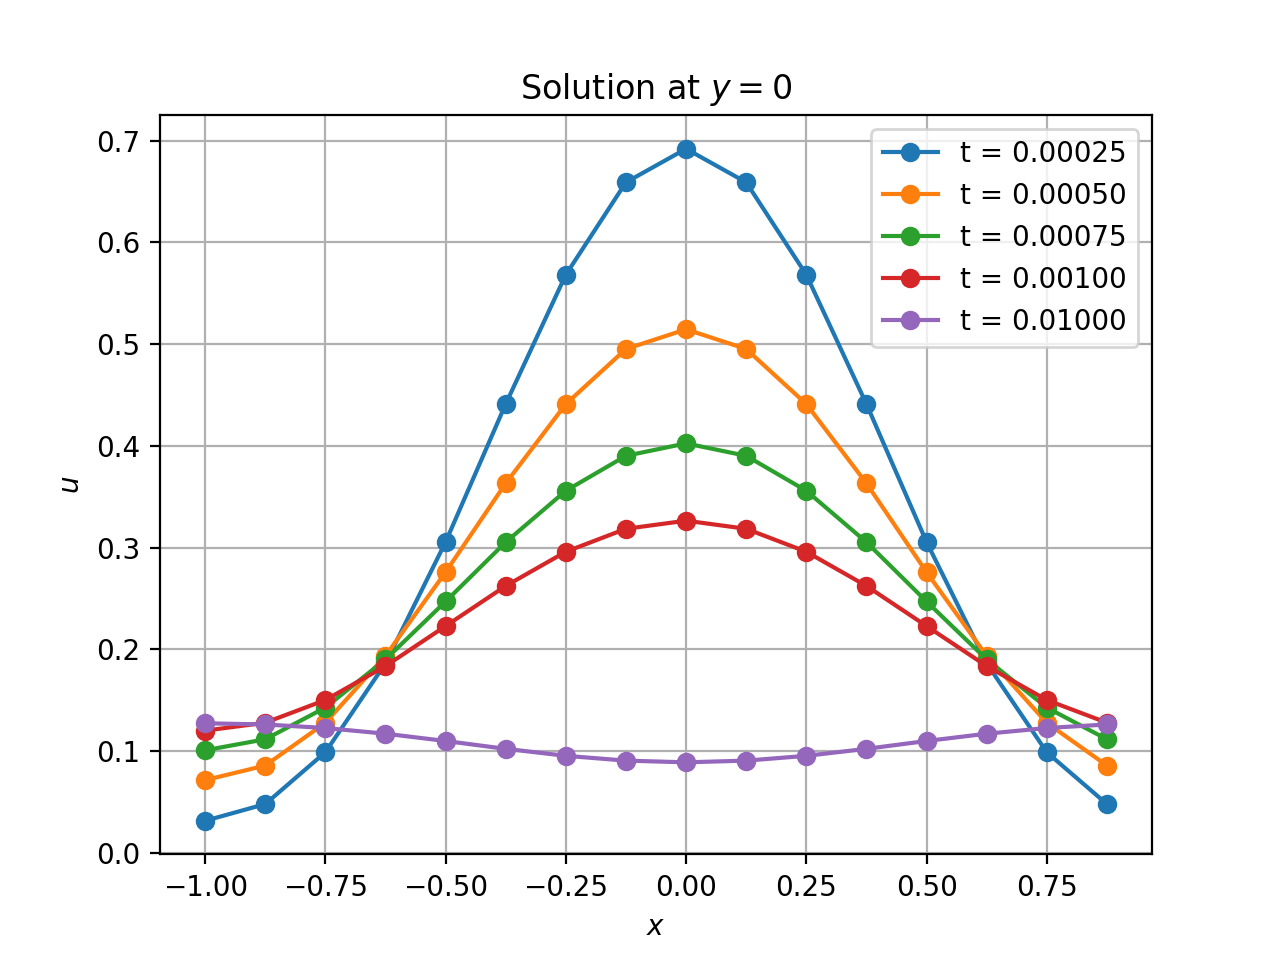 Solution at y = 0
t = 0.00025
t = 0.00050
t = 0.00075
t = 0.00100
t = 0.01000
u
0.7
0.6
0.5
0.4
0.3
0.2
0.1
0.0
−1.00 −0.75 −0.50 −0.25 0.00 0.25 0.50 0.75
x